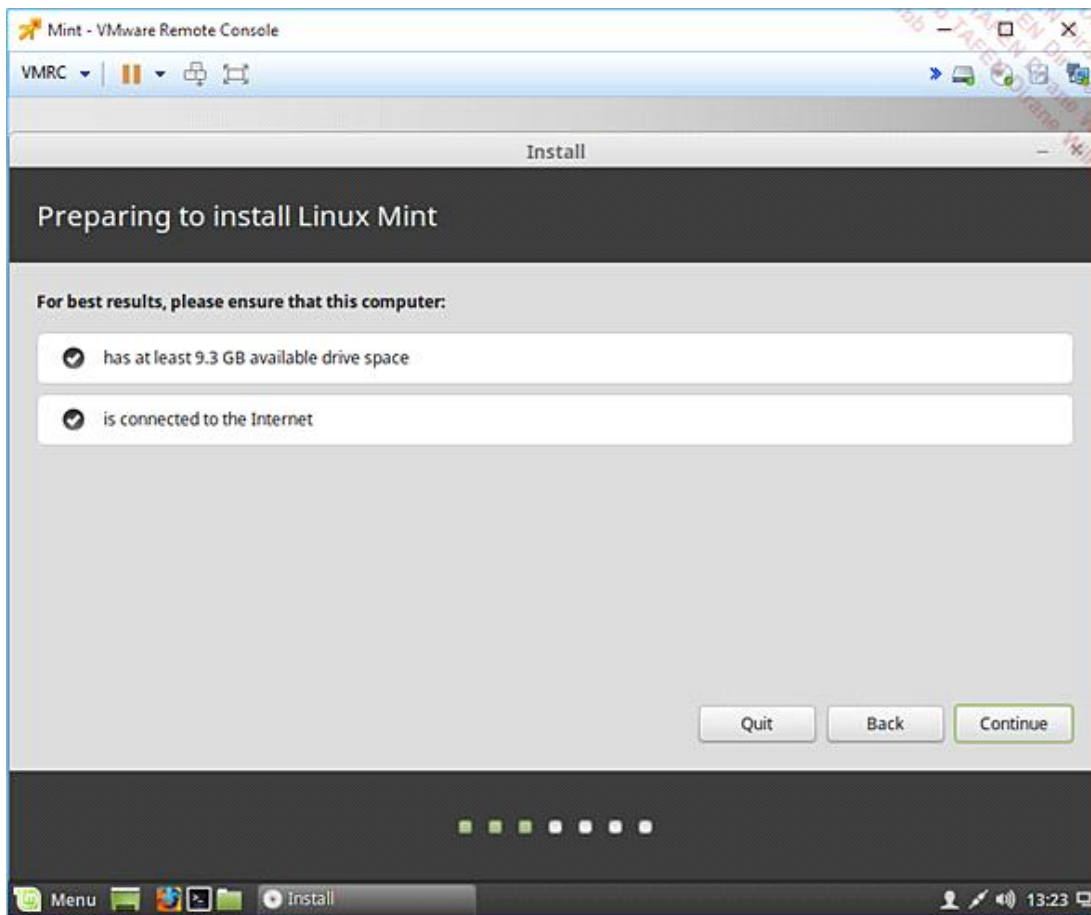 Mint - VMware Remote Console
VMRC
Install
Preparing to install Linux Mint
For best results, please ensure that this computer:
has at least 9.3 GB available drive space
is connected to the Internet
Quit Back Continue
Menu Install 13:23